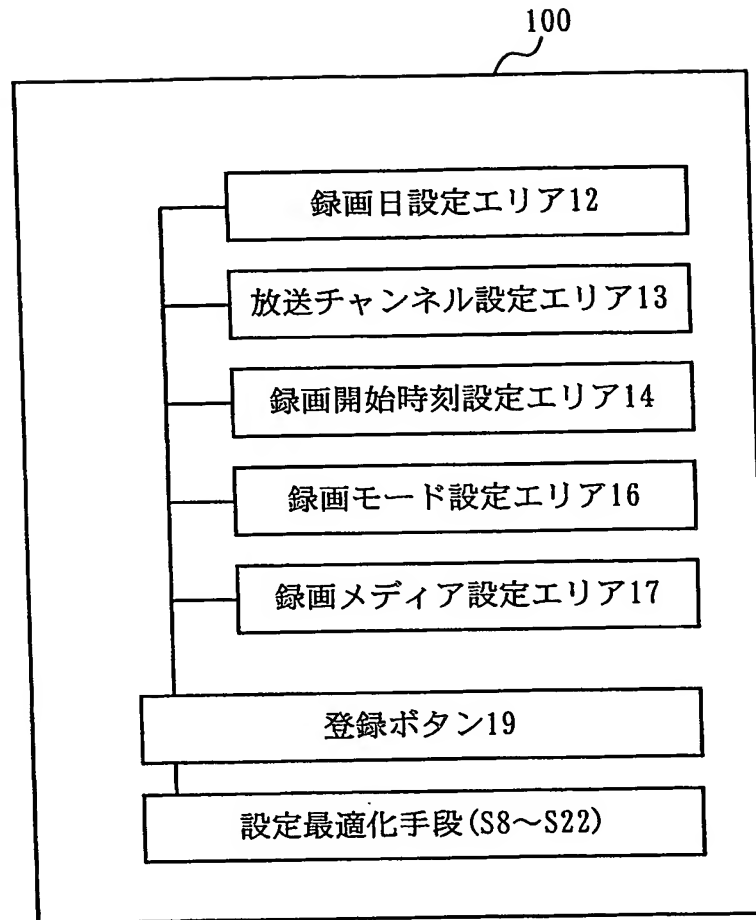 100
録画日設定エリア12
放送チャンネル設定エリア13
録画開始時刻設定エリア14
録画モード設定エリア16
録画メディア設定エリア17
登録ボタン19
設定最適化手段(S8～S22)